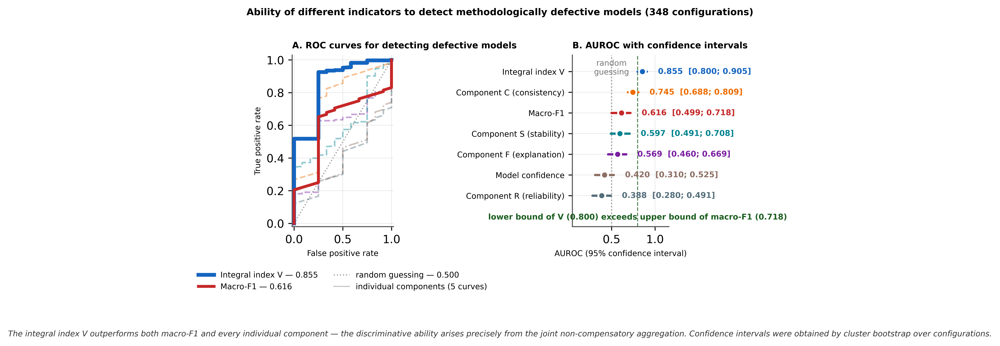 Ability of different indicators to detect methodologically defective models (348 configurations)
A. ROC curves for detecting defective models
True positive rate
1.0
0.8
0.6
0.4
0.2
0.0
0.0 0.5 1.0
False positive rate
Integral index V — 0.855
Macro-F1 — 0.616
random guessing — 0.500
individual components (5 curves)
B. AUROC with confidence intervals
random
guessing
Integral index V 0.855 [0.800; 0.905]
Component C (consistency) 0.745 [0.688; 0.809]
Macro-F1 0.616 [0.499; 0.718]
Component S (stability) 0.597 [0.491; 0.708]
Component F (explanation) 0.569 [0.460; 0.669]
Model confidence 0.420 [0.310; 0.525]
Component R (reliability) 0.388 [0.280; 0.491]
lower bound of V (0.800) exceeds upper bound of macro-F1 (0.718)
0.5 1.0
AUROC (95% confidence interval)
The integral index V outperforms both macro-F1 and every individual component — the discriminative ability arises precisely from the joint non-compensatory aggregation. Confidence intervals were obtained by cluster bootstrap over configurations.